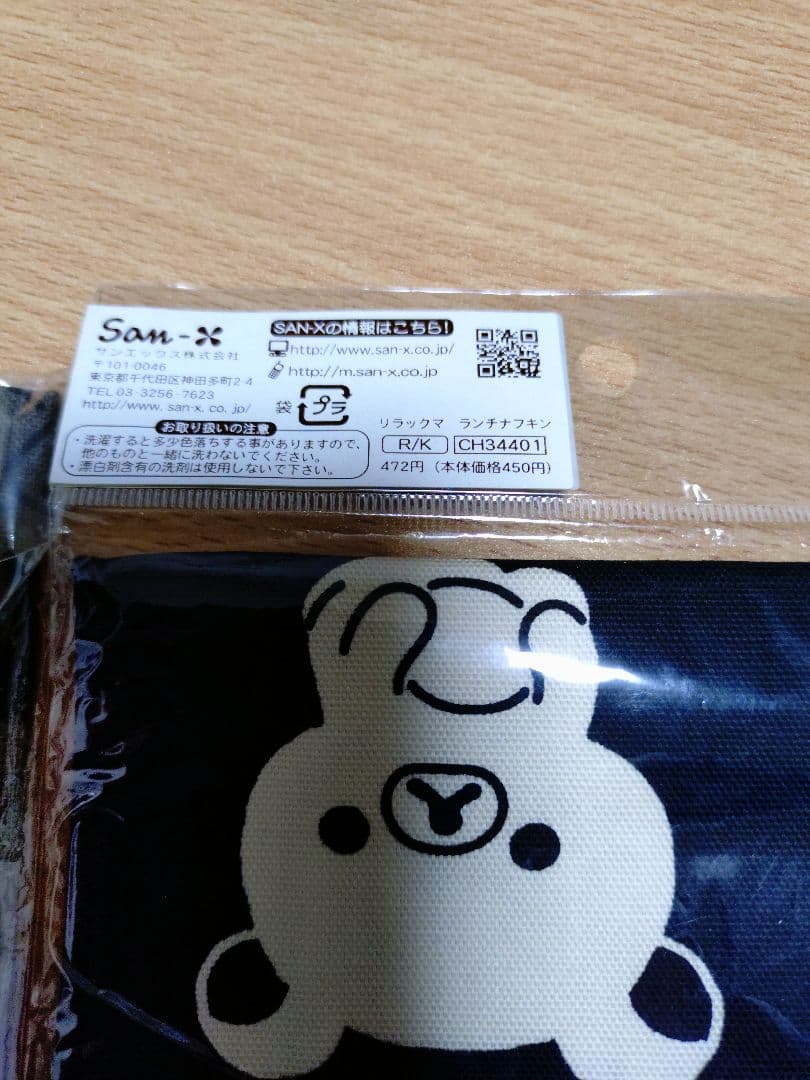 San-X
サンエックス株式会社
〒101-0046
東京都千代田区神田多町2-4
TEL 03-3256-7623
http://www.san-x.co.jp/
SAN-Xの情報はこちら!
http://www.san-x.co.jp/
http://m.san-x.co.jp
袋 プラ
お取り扱いの注意
・洗濯すると多少色落ちする事がありますので、
他のものと一緒に洗わないでください。
・漂白剤含有の洗剤は使用しないで下さい。
リラックマ ランチナフキン
R/K CH34401
472円 (本体価格450円)